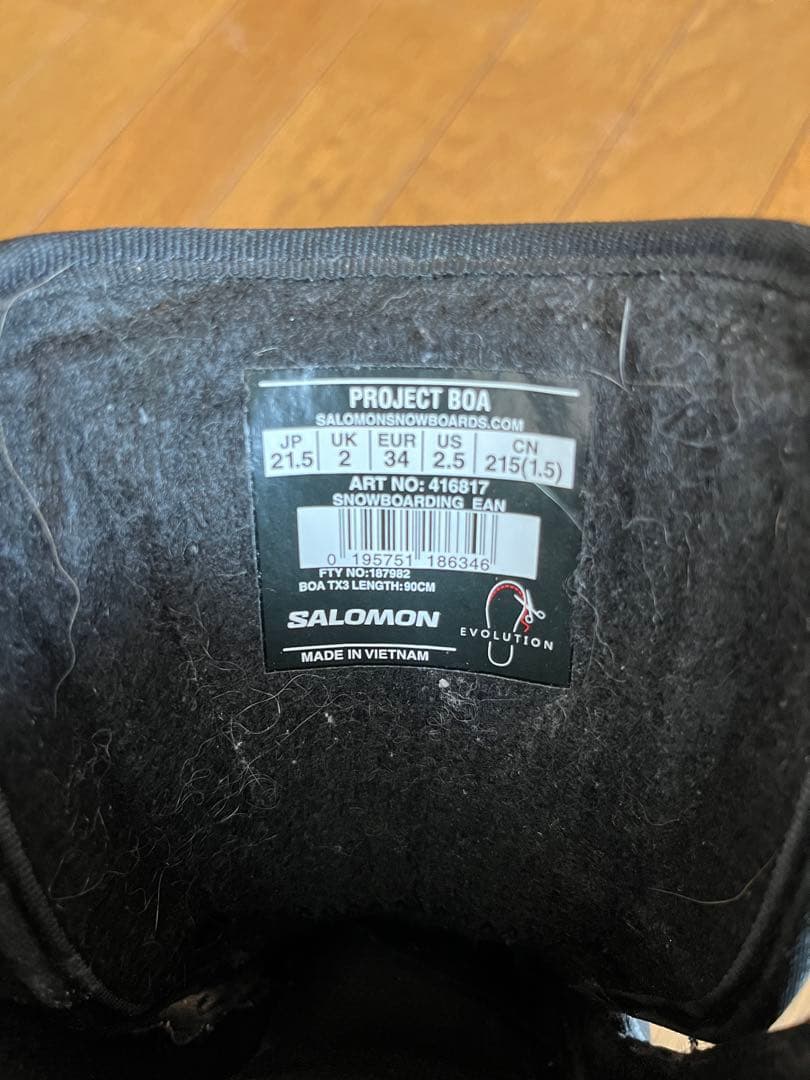 PROJECT BOA
SALOMONSNOWBOARDS.COM
JP UK EUR US CN
21.5 2 34 2.5 215(1.5)
ART NO: 416817
SNOWBOARDING EAN
0 195751 186346
FTY NO:187982
BOA TX3 LENGTH:90CM
SALOMON
EVOLUTION
MADE IN VIETNAM